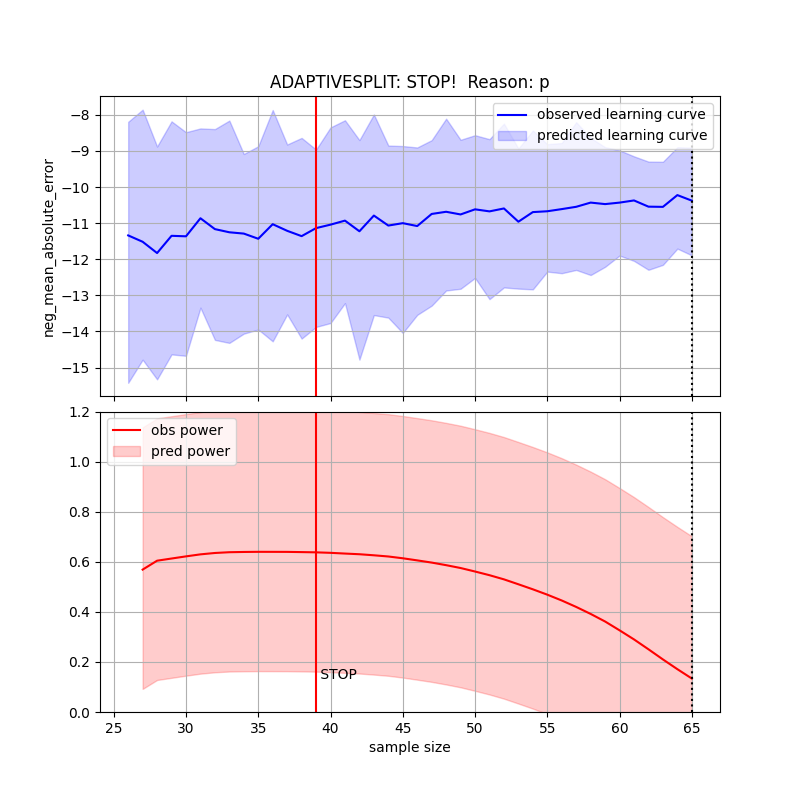 ADAPTIVESPLIT: STOP!  Reason: p
observed learning curve
predicted learning curve
neg_mean_absolute_error
−8
−9
−10
−11
−12
−13
−14
−15
obs power
pred power
1.2
1.0
0.8
0.6
0.4
0.2
0.0
STOP
25 30 35 40 45 50 55 60 65
sample size